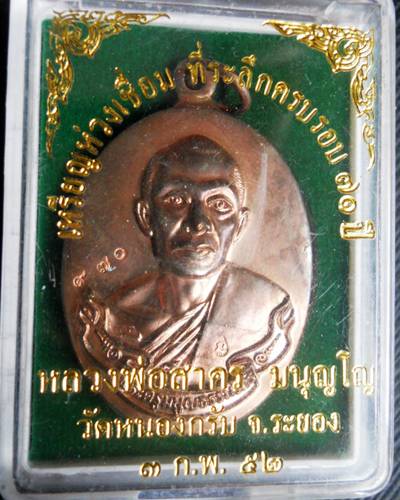 เหรียญห่วงเชื่อม ที่ระลึกครบรอบ ๗๑ ปี
หลวงพ่อสาคร มนุญโญ
วัดหนองกรับ จ.ระยอง
๓ ก.พ. ๕๒